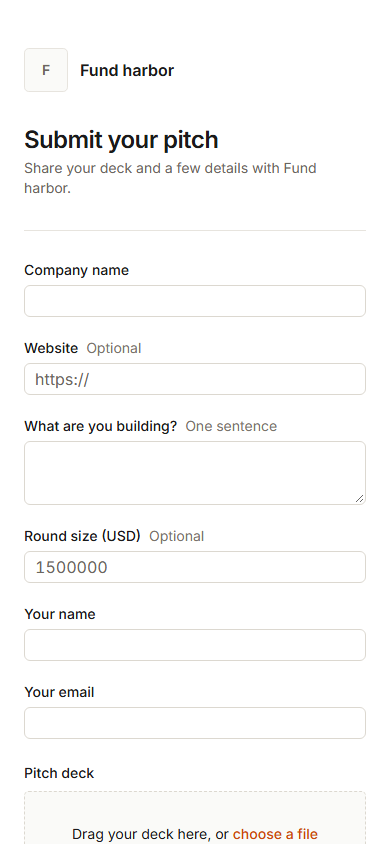 F
Fund harbor
Submit your pitch
Share your deck and a few details with Fund
harbor.
Company name
Website Optional
https://
What are you building? One sentence
Round size (USD) Optional
1500000
Your name
Your email
Pitch deck
Drag your deck here, or choose a file